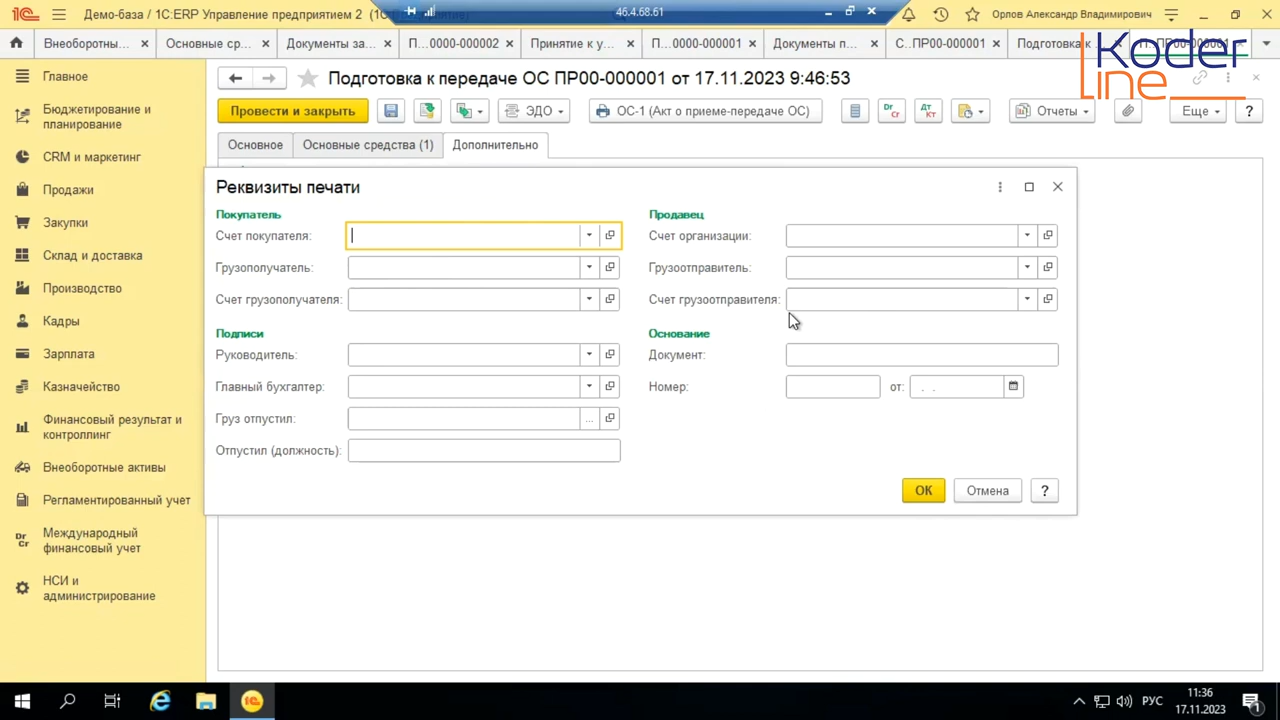 Демо-база / 1С:ERP Управление предприятием 2 (1С
46.4.68.61
Орлов Александр Владимирович
Внеоборотны...
Основные ср...
Документы за...
П...0000-000002
Принятие к у...
П...0000-000001
Документы п...
С...ПР00-000001
Подготовка к
Koder
line
Главное
Бюджетирование и
планирование
CRM и маркетинг
Продажи
Закупки
Склад и доставка
Производство
Кадры
Зарплата
Казначейство
Финансовый результат и
контроллинг
Внеоборотные активы
Регламентированный учет
Международный
финансовый учет
НСИ и
администрирование
Подготовка к передаче ОС ПР00-000001 от 17.11.2023 9:46:53
Провести и закрыть
ЭДО
ОС-1 (Акт о приеме-передаче ОС)
Dr
Cr
Дт
Кт
Отчеты
Еще
?
Основное
Основные средства (1)
Дополнительно
Реквизиты печати
Покупатель
Счет покупателя:
Грузополучатель:
Счет грузополучателя:
Подписи
Руководитель:
Главный бухгалтер:
Груз отпустил:
Отпустил (должность):
Продавец
Счет организации:
Грузоотправитель:
Счет грузоотправителя:
Основание
Документ:
Номер:
от:
ОК
Отмена
?
РУС
11:36
17.11.2023